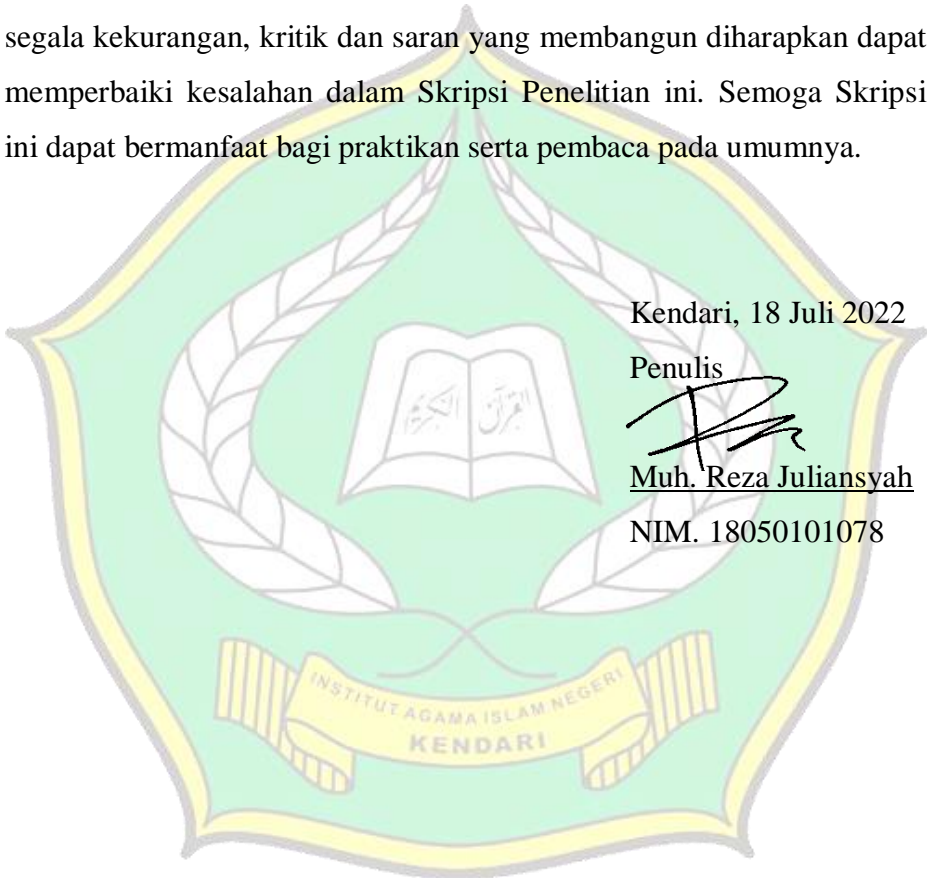 segala kekurangan, kritik dan saran yang membangun diharapkan dapat
memperbaiki kesalahan dalam Skripsi Penelitian ini. Semoga Skripsi
ini dapat bermanfaat bagi praktikan serta pembaca pada umumnya.
Kendari, 18 Juli 2022
Penulis
Muh. Reza Juliansyah
NIM. 18050101078
القرآن الكريم
INSTITUT AGAMA ISLAM NEGERI
KENDARI